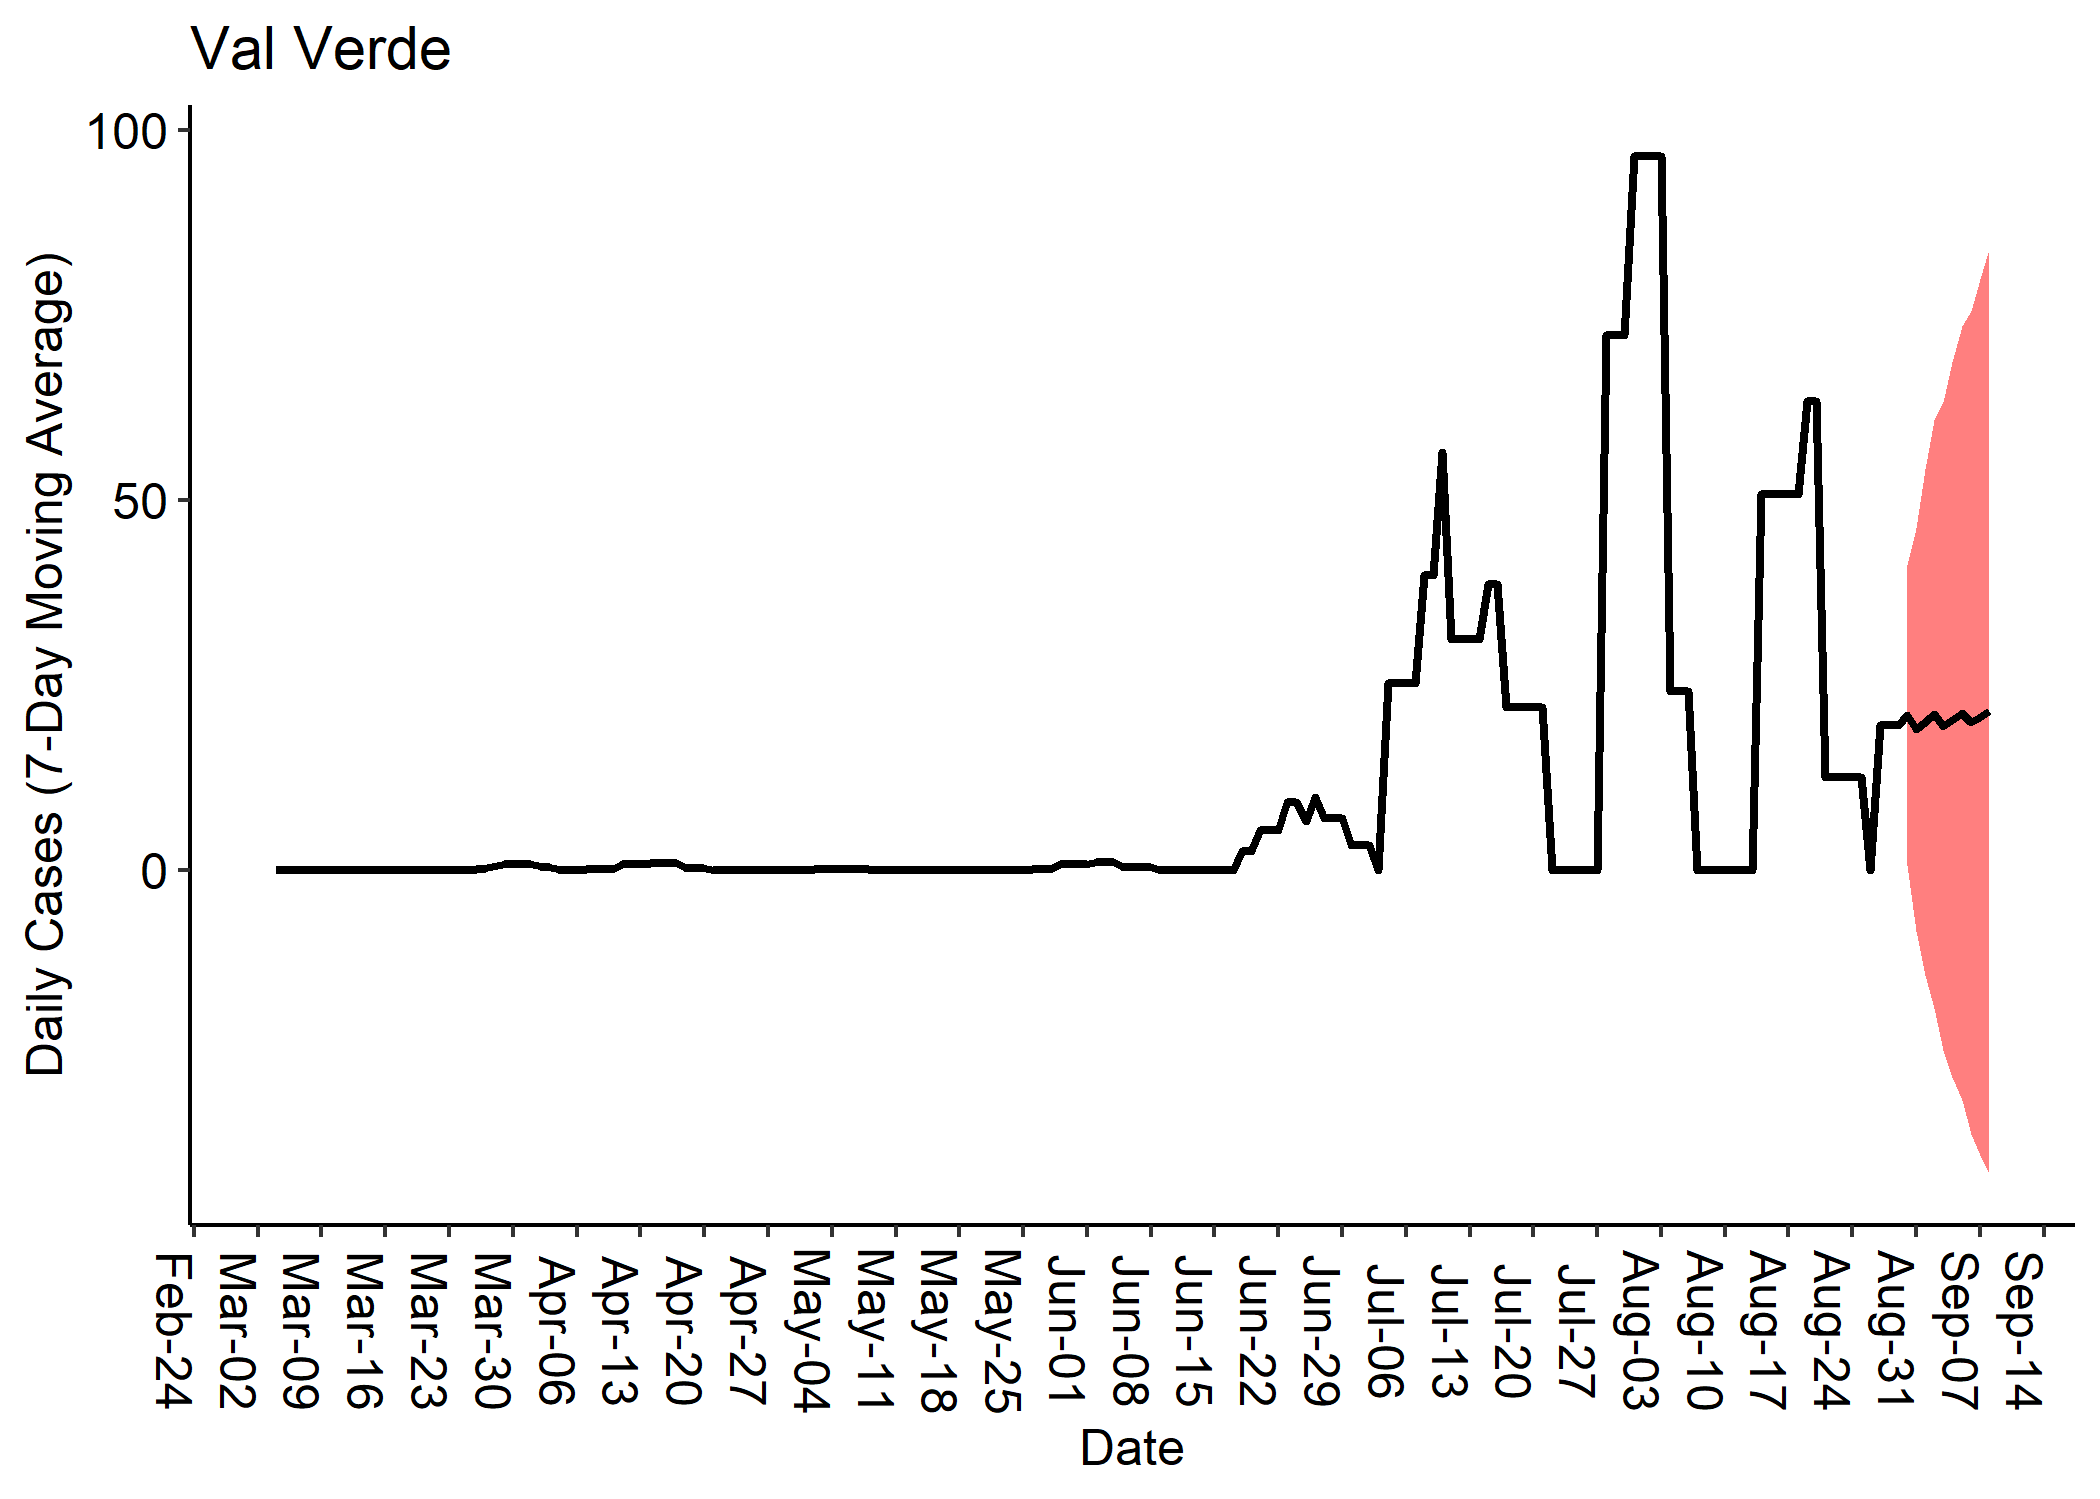 Val Verde
Daily Cases (7-Day Moving Average)
100
50
0
Feb-24
Mar-02
Mar-09
Mar-16
Mar-23
Mar-30
Apr-06
Apr-13
Apr-20
Apr-27
May-04
May-11
May-18
May-25
Jun-01
Jun-08
Jun-15
Jun-22
Jun-29
Jul-06
Jul-13
Jul-20
Jul-27
Aug-03
Aug-10
Aug-17
Aug-24
Aug-31
Sep-07
Sep-14
Date